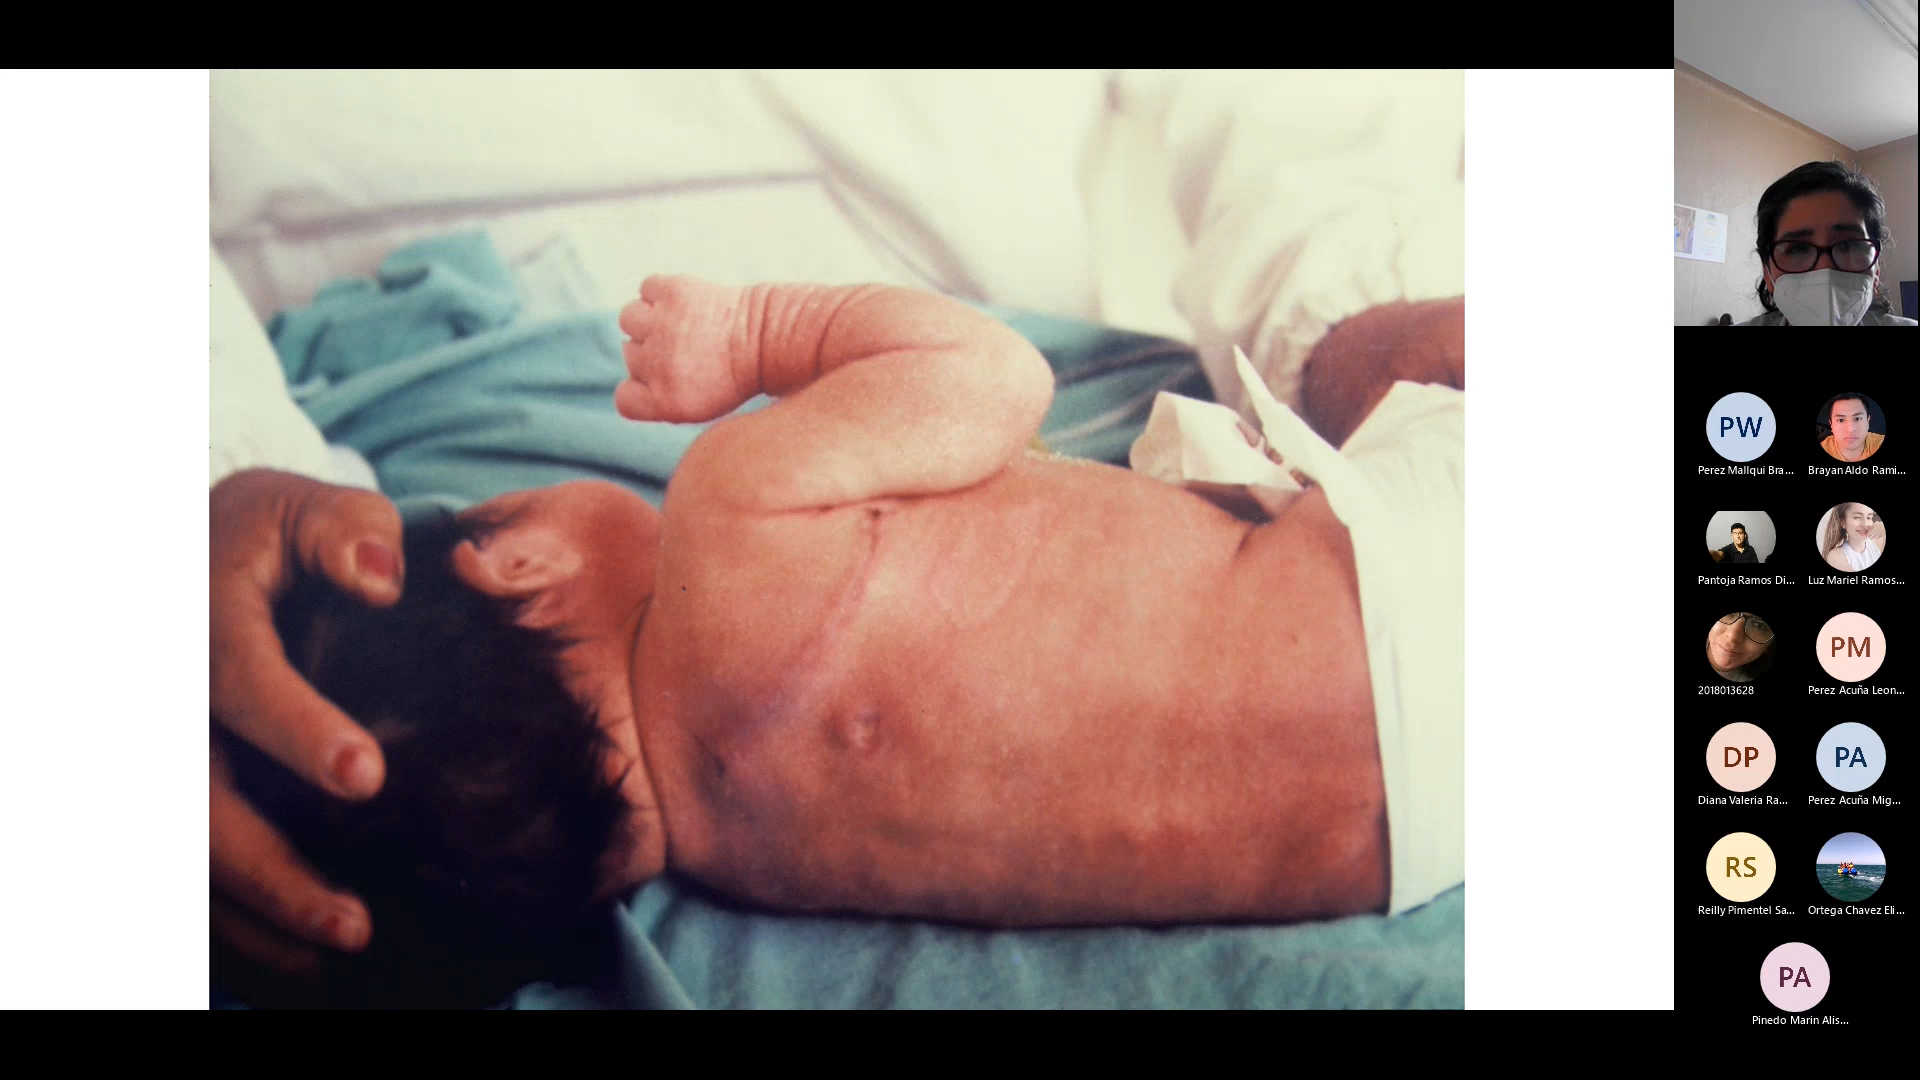 PW
Perez Mallqui Bra...
Brayan Aldo Rami...
Pantoja Ramos Di...
Luz Mariel Ramos...
2018013628
PM
Perez Acuña Leon...
DP
Diana Valeria Ra...
PA
Perez Acuña Mig...
RS
Reilly Pimentel Sa...
Ortega Chavez Eli...
PA
Pinedo Marin Alis...